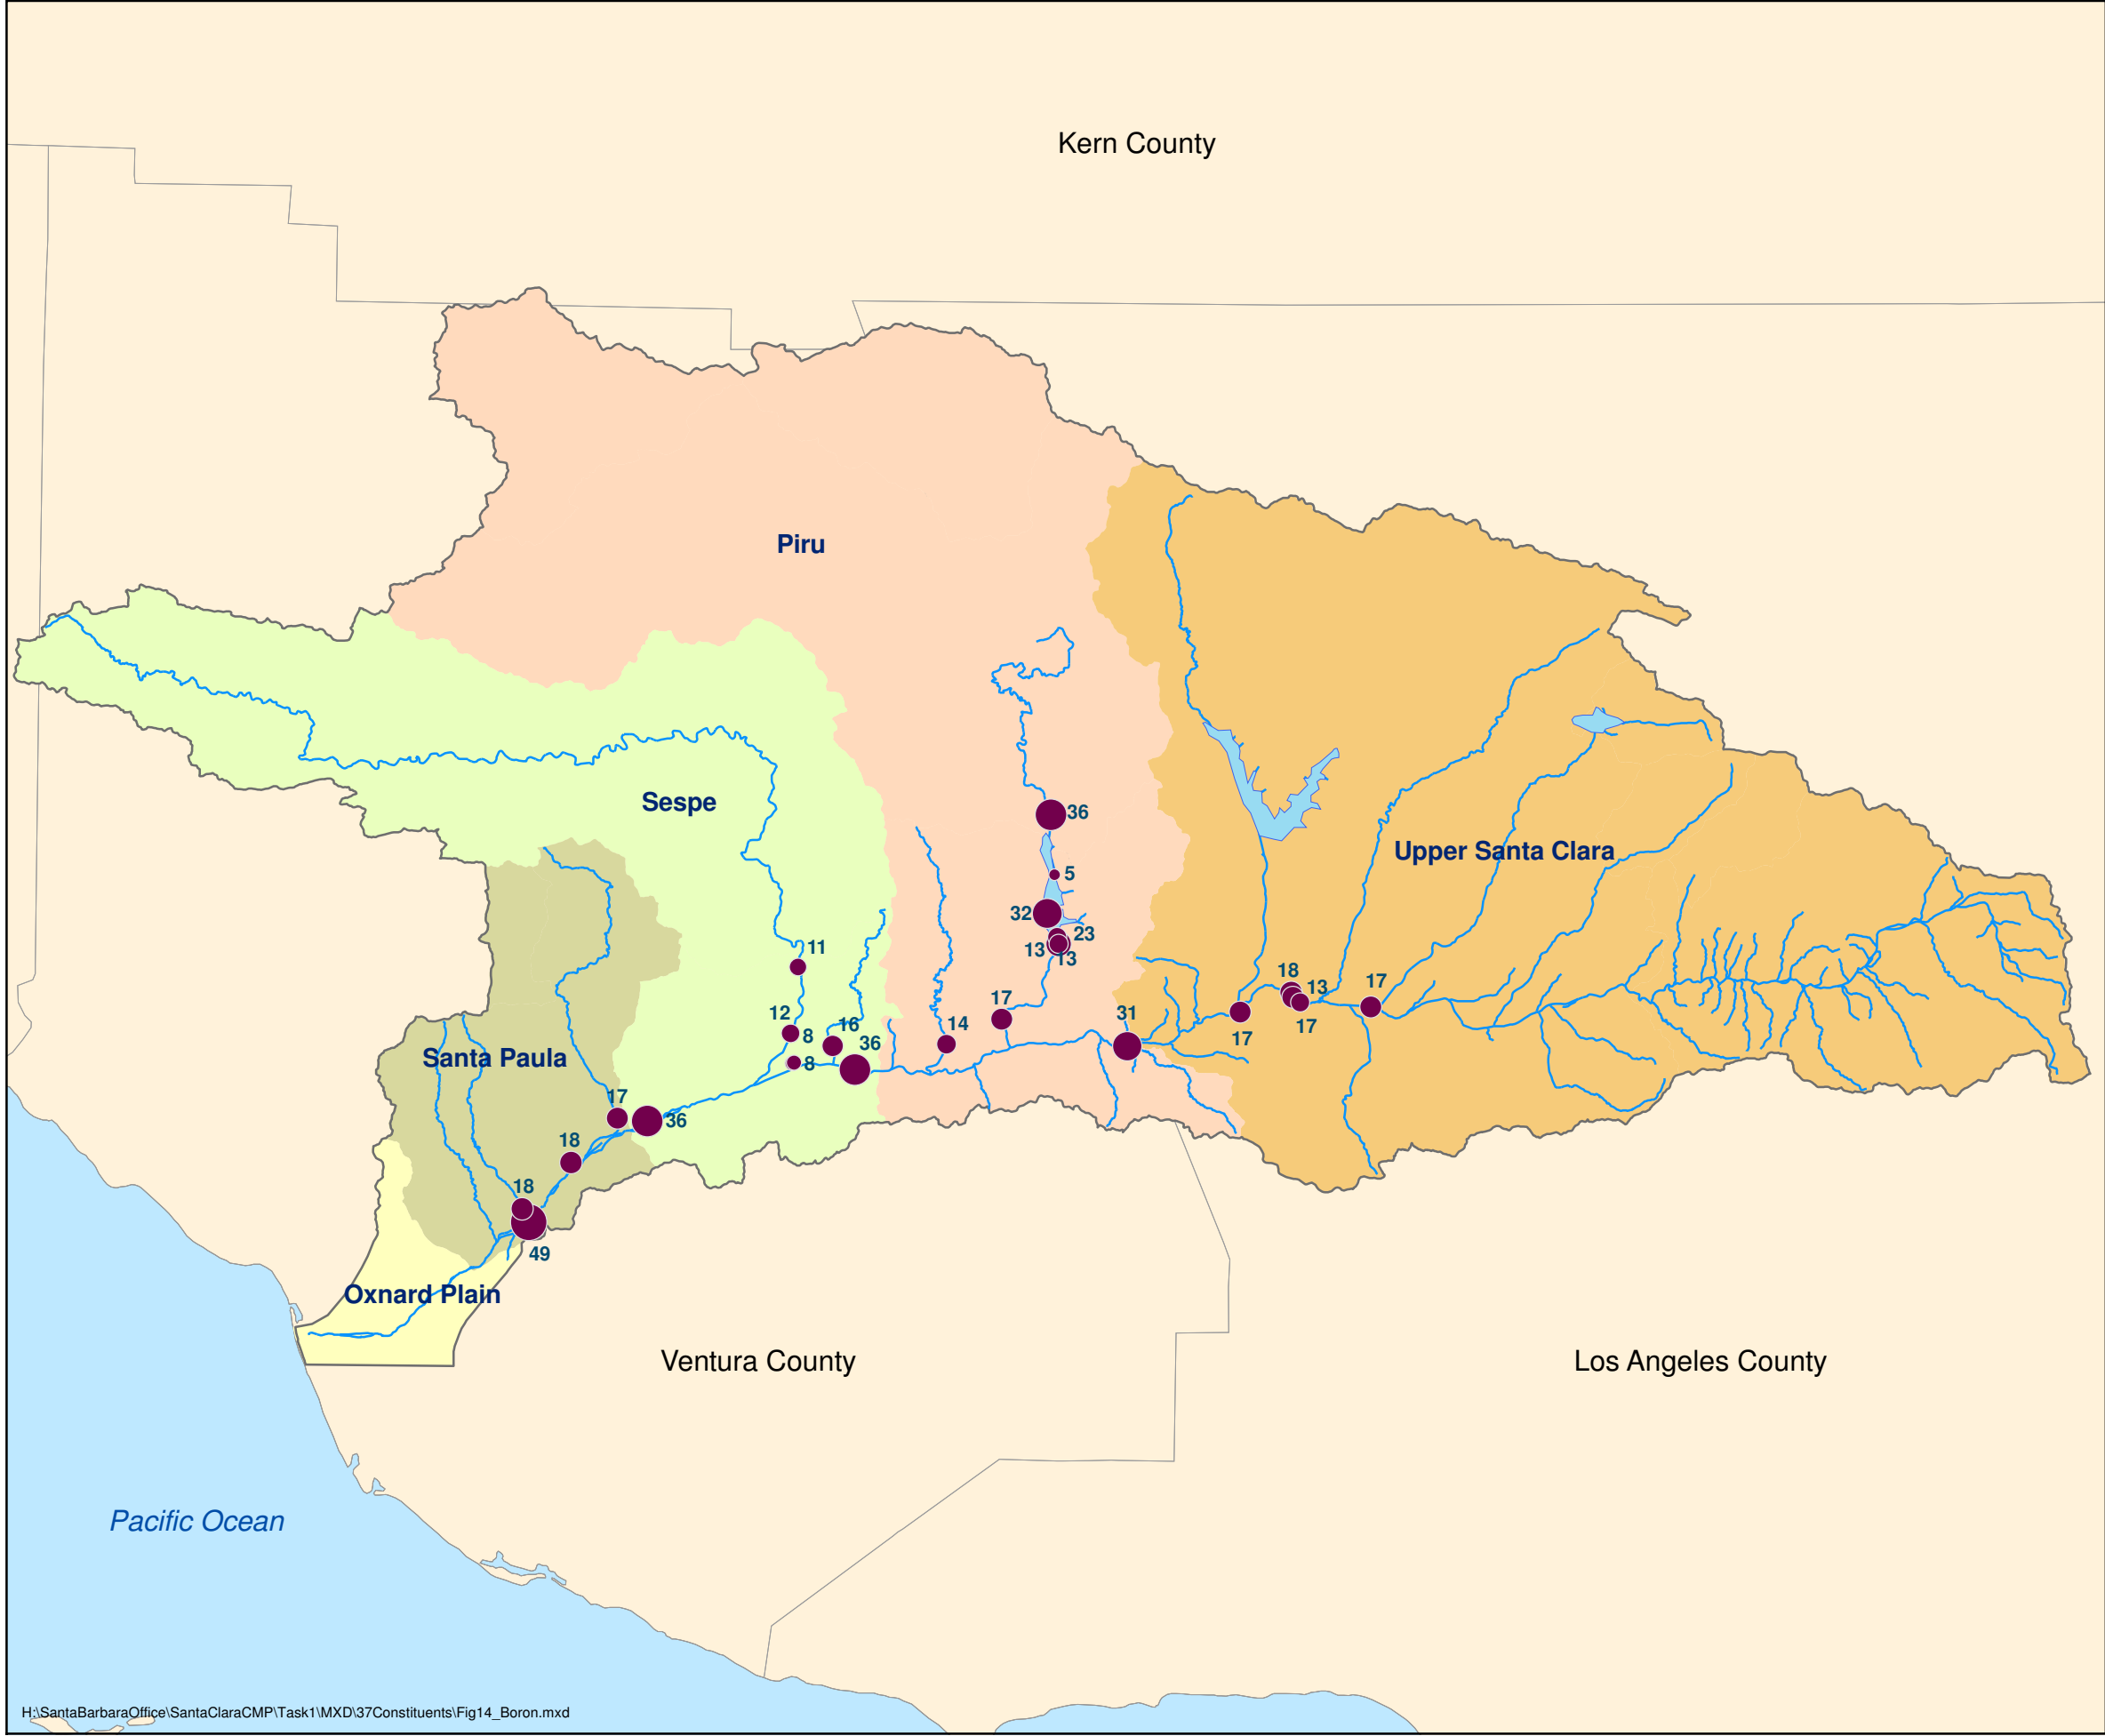 Kern County
Piru
Sespe
36
Upper Santa Clara
5
32
23
13
13
11
18
13
17
17
17
17
12
8
16
36
14
31
8
Santa Paula
17
36
18
18
49
Oxnard Plain
Ventura County
Los Angeles County
Pacific Ocean
H:\SantaBarbaraOffice\SantaClaraCMP\Task1\MXD\37Constituents\Fig14_Boron.mxd